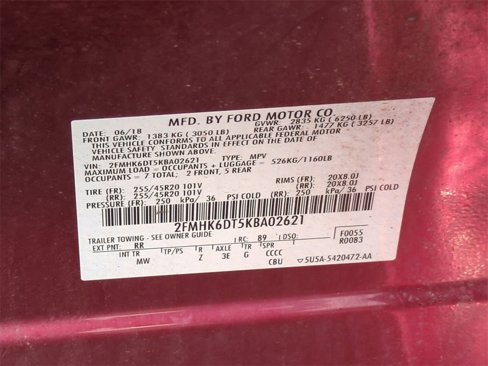 MFD. BY FORD MOTOR CO.
DATE: 06/18 GVWR: 2835 KG ( 6250 LB)
FRONT GAWR: 1383 KG ( 3050 LB) REAR GAWR: 1477 KG ( 3257 LB)
THIS VEHICLE CONFORMS TO ALL APPLICABLE FEDERAL MOTOR
VEHICLE SAFETY STANDARDS IN EFFECT ON THE DATE OF
MANUFACTURE SHOWN ABOVE.
VIN: 2FMHK6DT5KBA02621 TYPE: MPV
MAXIMUM LOAD = OCCUPANTS + LUGGAGE = 526KG/1160LB
OCCUPANTS = 7 TOTAL, 2 FRONT, 5 REAR
TIRE (FR): 255/45R20 101V RIMS (FR): 20X8.0J
(RR): 255/45R20 101V (RR): 20X8.0J
PRESSURE (FR): 250 kPa/ 36 PSI COLD (RR): 250 kPa/ 36 PSI COLD
2FMHK6DT5KBA02621
TRAILER TOWING - SEE OWNER GUIDE
EXT PNT: RR RC: 89 DSO: F0055
R0083
INT TR TP/PS R AXLE TR SPR
MW Z 3E G CCCC
CBU 5U5A-5420472-AA